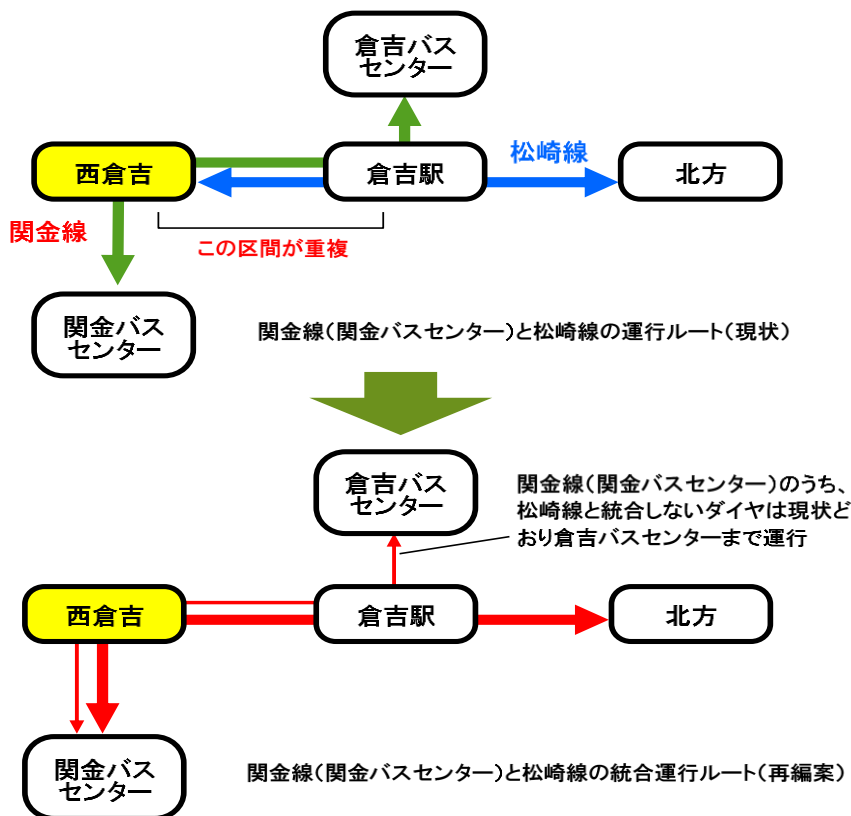 倉吉バス
センター
西倉吉
倉吉駅
松崎線
北方
関金線
この区間が重複
関金バス
センター
関金線(関金バスセンター)と松崎線の運行ルート(現状)
倉吉バス
センター
関金線(関金バスセンター)のうち、
松崎線と統合しないダイヤは現状ど
おり倉吉バスセンターまで運行
西倉吉
倉吉駅
北方
関金バス
センター
関金線(関金バスセンター)と松崎線の統合運行ルート(再編案)